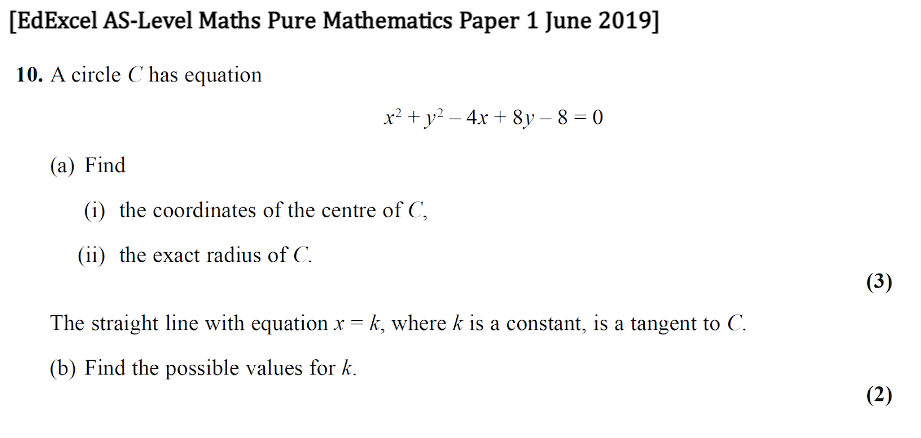 [EdExcel AS-Level Maths Pure Mathematics Paper 1 June 2019]
10. A circle C has equation
x² + y² – 4x + 8y – 8 = 0
(a) Find
(i) the coordinates of the centre of C,
(ii) the exact radius of C.
(3)
The straight line with equation x = k, where k is a constant, is a tangent to C.
(b) Find the possible values for k.
(2)